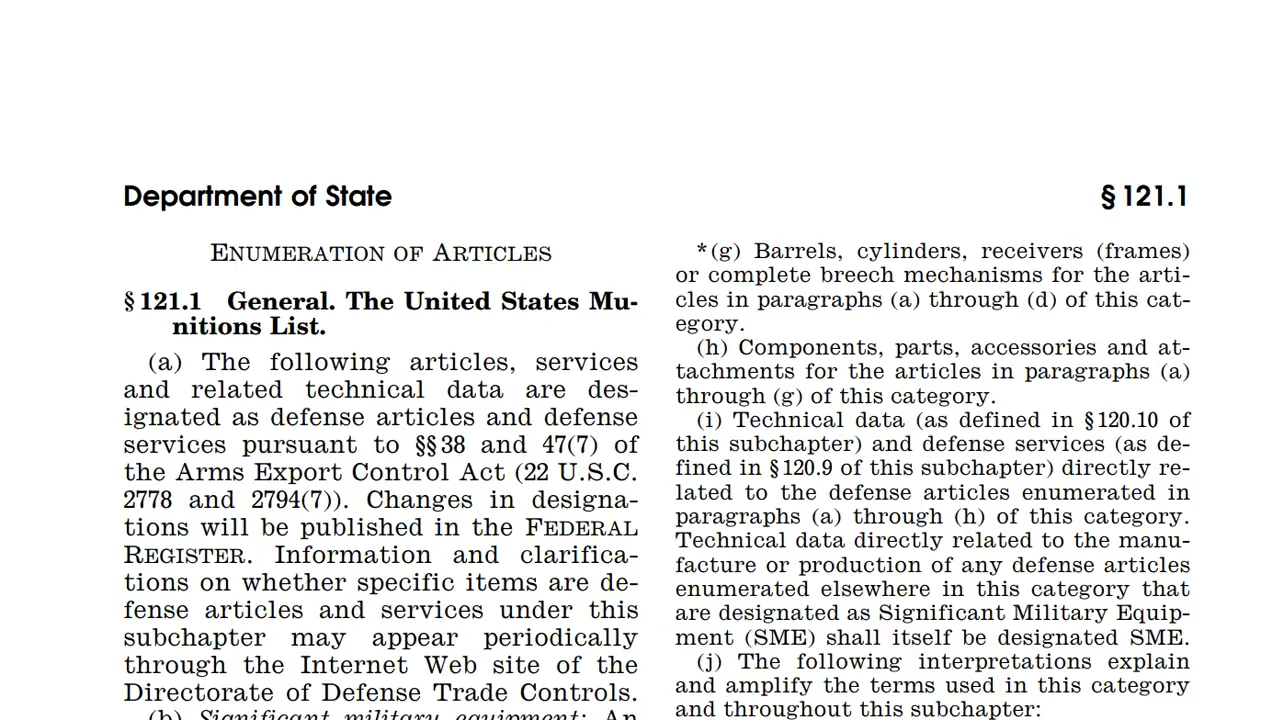 Department of State
§ 121.1
ENUMERATION OF ARTICLES
§ 121.1 General. The United States Mu-
nitions List.
(a) The following articles, services
and related technical data are des-
ignated as defense articles and defense
services pursuant to §§ 38 and 47(7) of
the Arms Export Control Act (22 U.S.C.
2778 and 2794(7)). Changes in designa-
tions will be published in the FEDERAL
REGISTER. Information and clarifica-
tions on whether specific items are de-
fense articles and services under this
subchapter may appear periodically
through the Internet Web site of the
Directorate of Defense Trade Controls.
(b) Significant military equipment: An
*(g) Barrels, cylinders, receivers (frames)
or complete breech mechanisms for the arti-
cles in paragraphs (a) through (d) of this cat-
egory.
(h) Components, parts, accessories and at-
tachments for the articles in paragraphs (a)
through (g) of this category.
(i) Technical data (as defined in § 120.10 of
this subchapter) and defense services (as de-
fined in § 120.9 of this subchapter) directly re-
lated to the defense articles enumerated in
paragraphs (a) through (h) of this category.
Technical data directly related to the manu-
facture or production of any defense articles
enumerated elsewhere in this category that
are designated as Significant Military Equip-
ment (SME) shall itself be designated SME.
(j) The following interpretations explain
and amplify the terms used in this category
and throughout this subchapter: